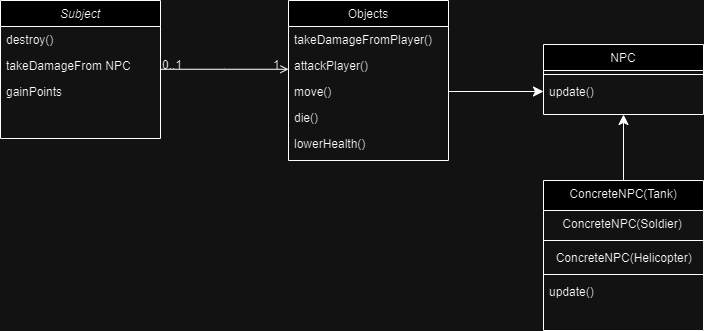 Subject
destroy()
takeDamageFrom NPC
gainPoints
0..1
1
Objects
takeDamageFromPlayer()
attackPlayer()
move()
die()
lowerHealth()
NPC
update()
ConcreteNPC(Tank)
ConcreteNPC(Soldier)
ConcreteNPC(Helicopter)
update()